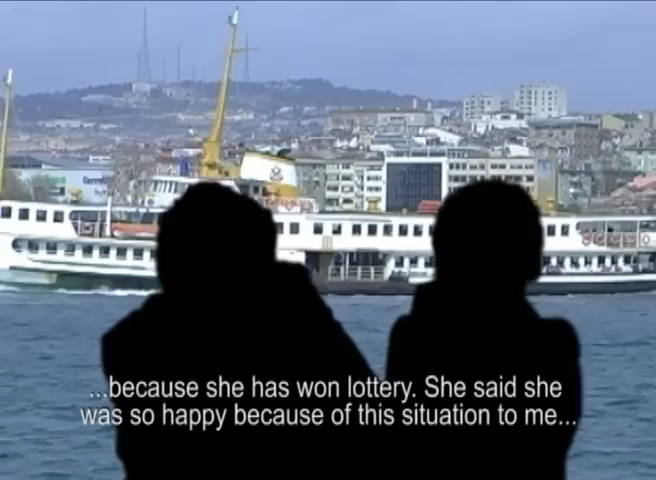 ...because she has won lottery. She said she
was so happy because of this situation to me...